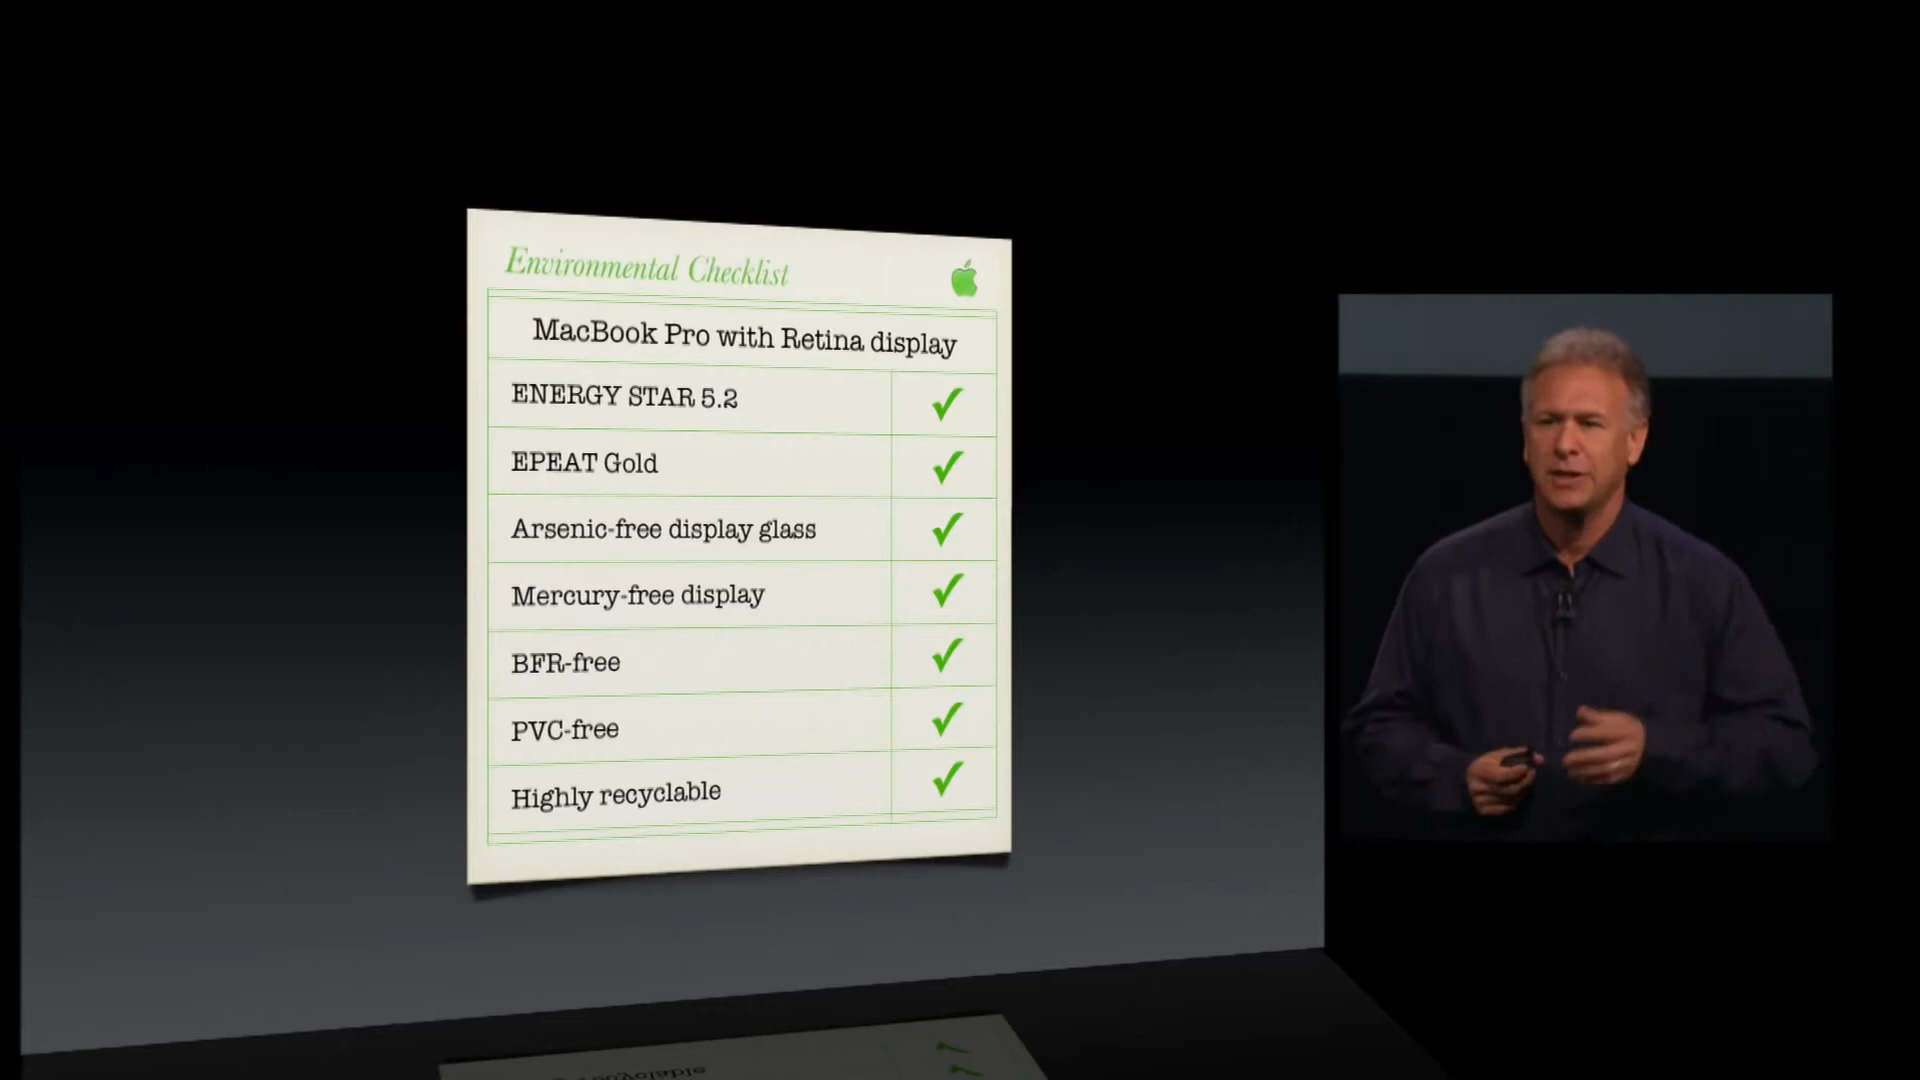 Environmental Checklist
MacBook Pro with Retina display
ENERGY STAR 5.2
EPEAT Gold
Arsenic-free display glass
Mercury-free display
BFR-free
PVC-free
Highly recyclable